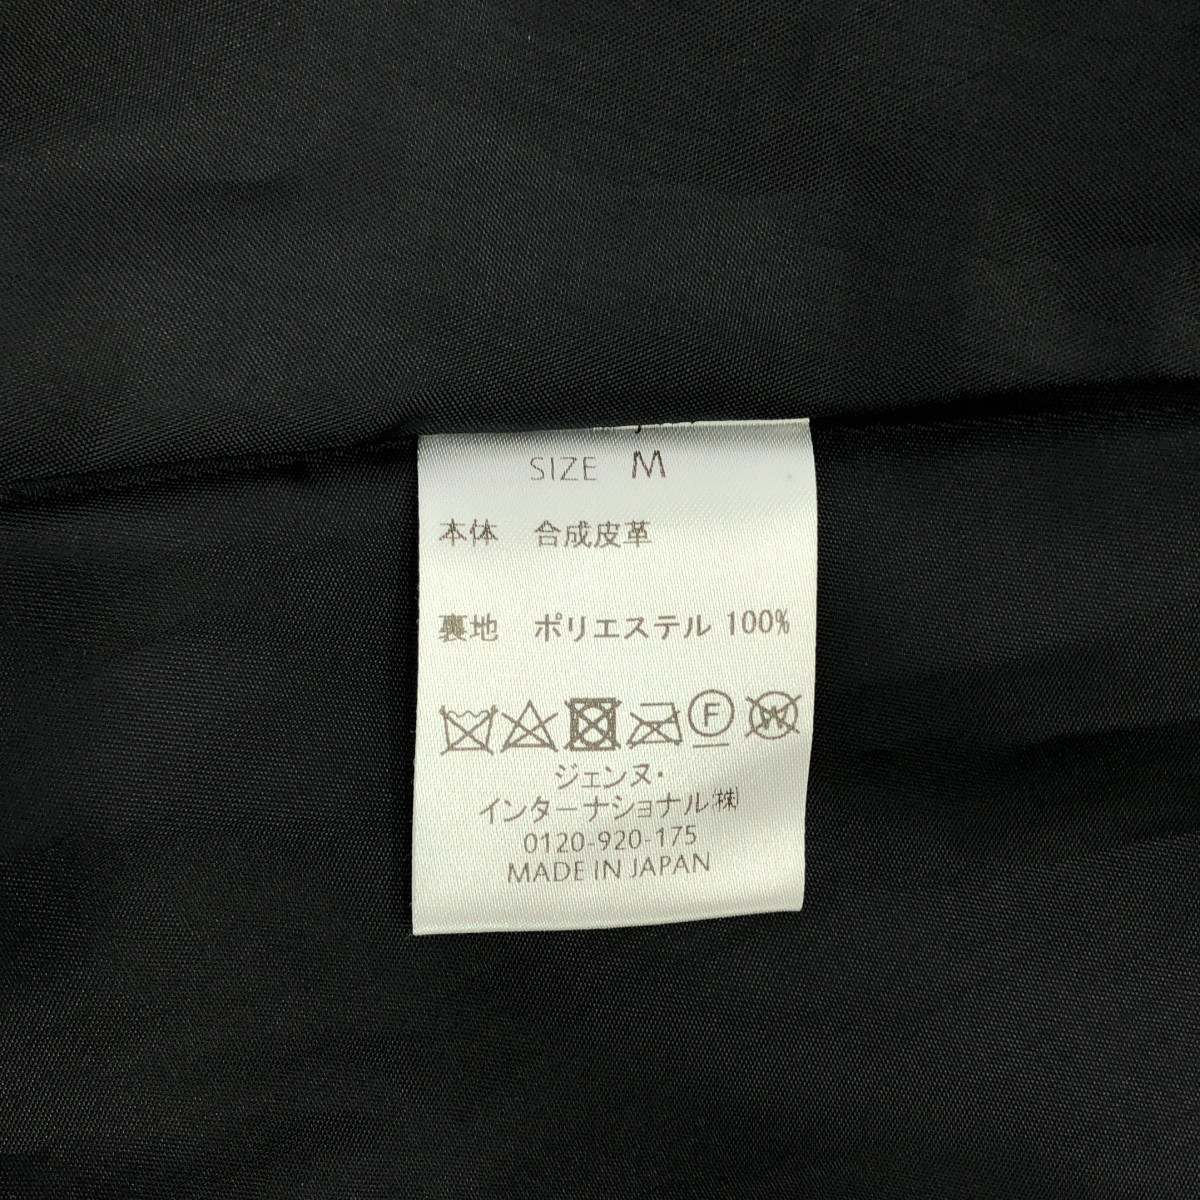 SIZE M
本体 合成皮革
裏地 ポリエステル 100%
F W
ジェンヌ・
インターナショナル㈱
0120-920-175
MADE IN JAPAN